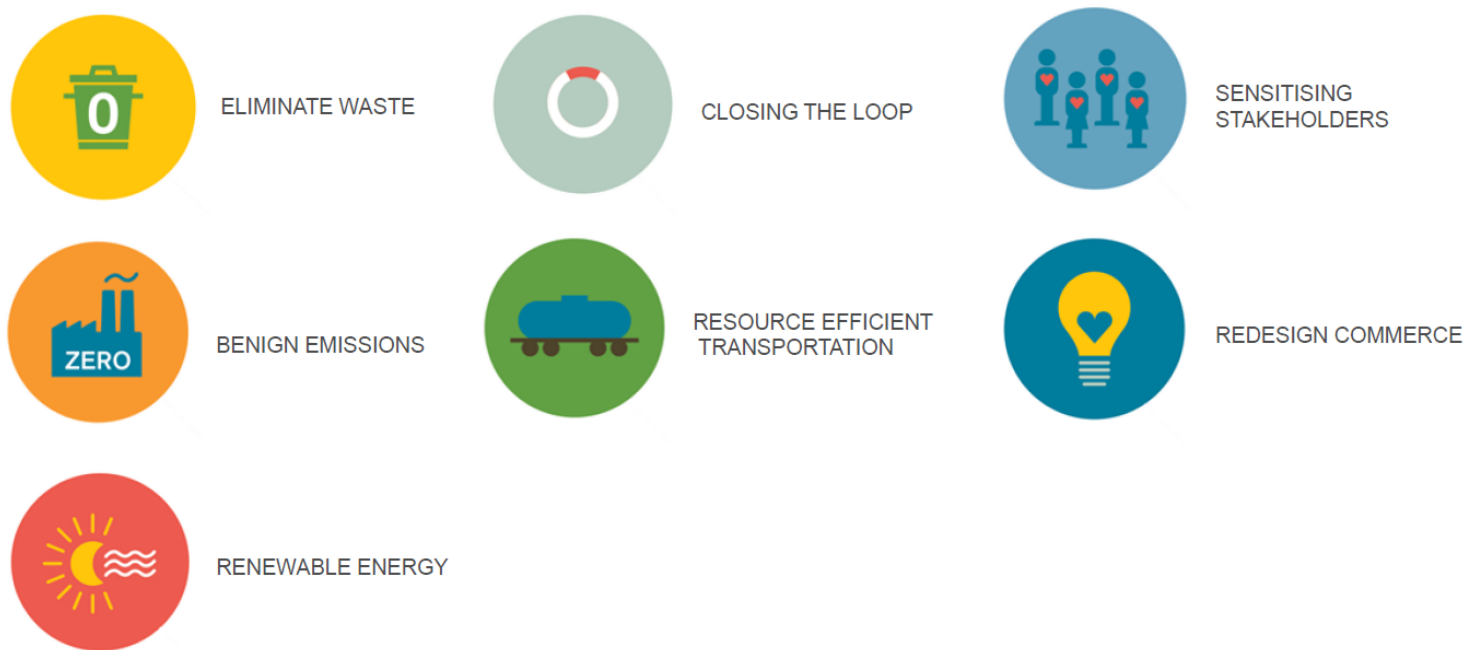 0
ELIMINATE WASTE
CLOSING THE LOOP
SENSITISING
STAKEHOLDERS
ZERO
BENIGN EMISSIONS
RESOURCE EFFICIENT
TRANSPORTATION
REDESIGN COMMERCE
RENEWABLE ENERGY